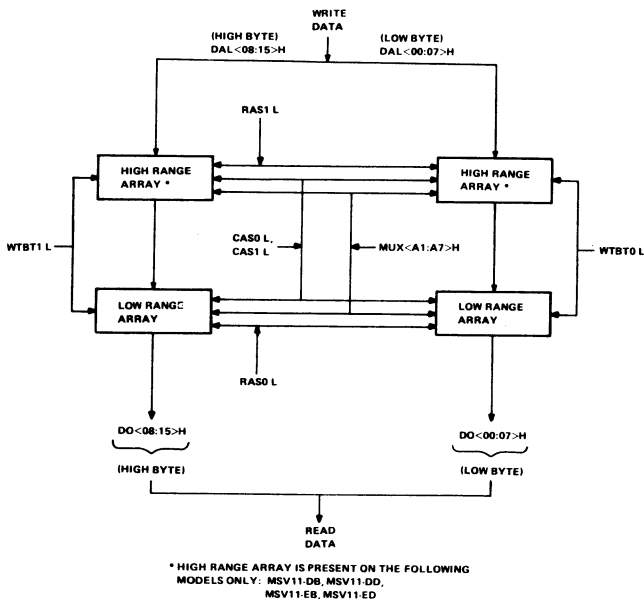 WRITE
DATA
(HIGH BYTE)
DAL<08:15>H
(LOW BYTE)
DAL<00:07>H
RAS1 L
HIGH RANGE
ARRAY *
HIGH RANGE
ARRAY *
WTBT1 L
CAS0 L,
CAS1 L
MUX<A1:A7>H
WTBT0 L
LOW RANGE
ARRAY
LOW RANGE
ARRAY
RAS0 L
DO<08:15>H
DO<00:07>H
(HIGH BYTE)
(LOW BYTE)
READ
DATA
* HIGH RANGE ARRAY IS PRESENT ON THE FOLLOWING
MODELS ONLY: MSV11-DB, MSV11-DD,
MSV11-EB, MSV11-ED